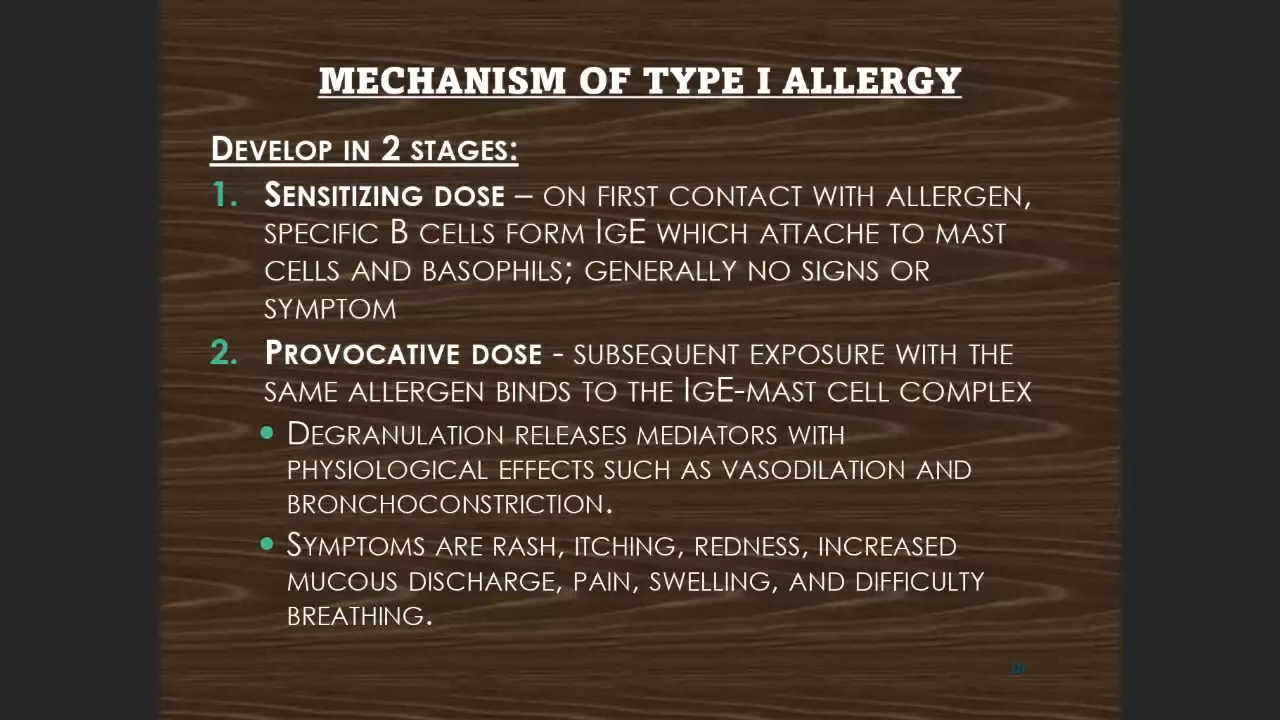 MECHANISM OF TYPE I ALLERGY
DEVELOP IN 2 STAGES:
1. SENSITIZING DOSE – ON FIRST CONTACT WITH ALLERGEN,
SPECIFIC B CELLS FORM IGE WHICH ATTACHE TO MAST
CELLS AND BASOPHILS; GENERALLY NO SIGNS OR
SYMPTOM
2. PROVOCATIVE DOSE - SUBSEQUENT EXPOSURE WITH THE
SAME ALLERGEN BINDS TO THE IGE-MAST CELL COMPLEX
• DEGRANULATION RELEASES MEDIATORS WITH
PHYSIOLOGICAL EFFECTS SUCH AS VASODILATION AND
BRONCHOCONSTRICTION.
• SYMPTOMS ARE RASH, ITCHING, REDNESS, INCREASED
MUCOUS DISCHARGE, PAIN, SWELLING, AND DIFFICULTY
BREATHING.
18